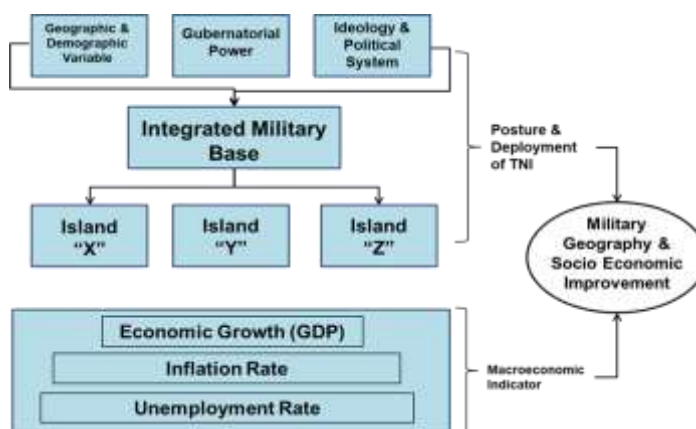 Geographic &
Demographic
Variable
Gubernatorial
Power
Ideology &
Political
System
Integrated Military
Base
Posture &
Deployment
of TNI
Island
"X"
Island
"Y"
Island
"Z"
Military
Geography &
Socio Economic
Improvement
Economic Growth (GDP)
Inflation Rate
Unemployment Rate
Macroeconomic
Indicator